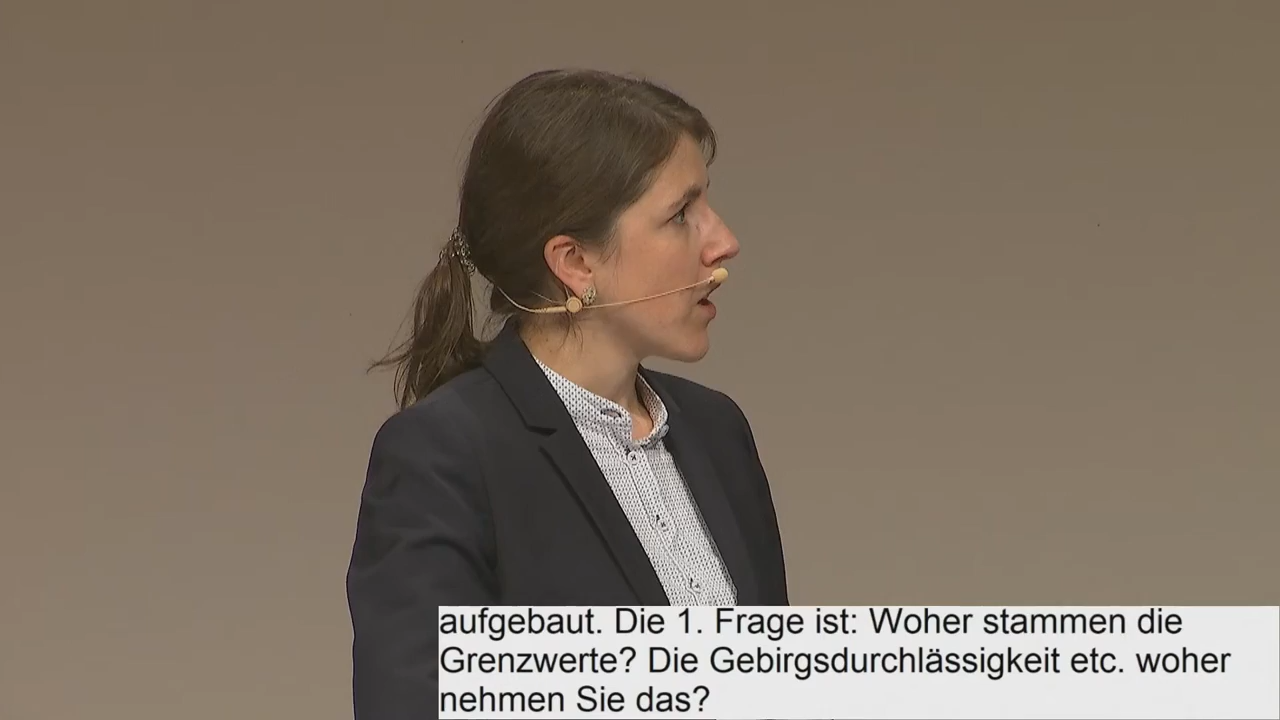 aufgebaut. Die 1. Frage ist: Woher stammen die
Grenzwerte? Die Gebirgsdurchlässigkeit etc. woher
nehmen Sie das?